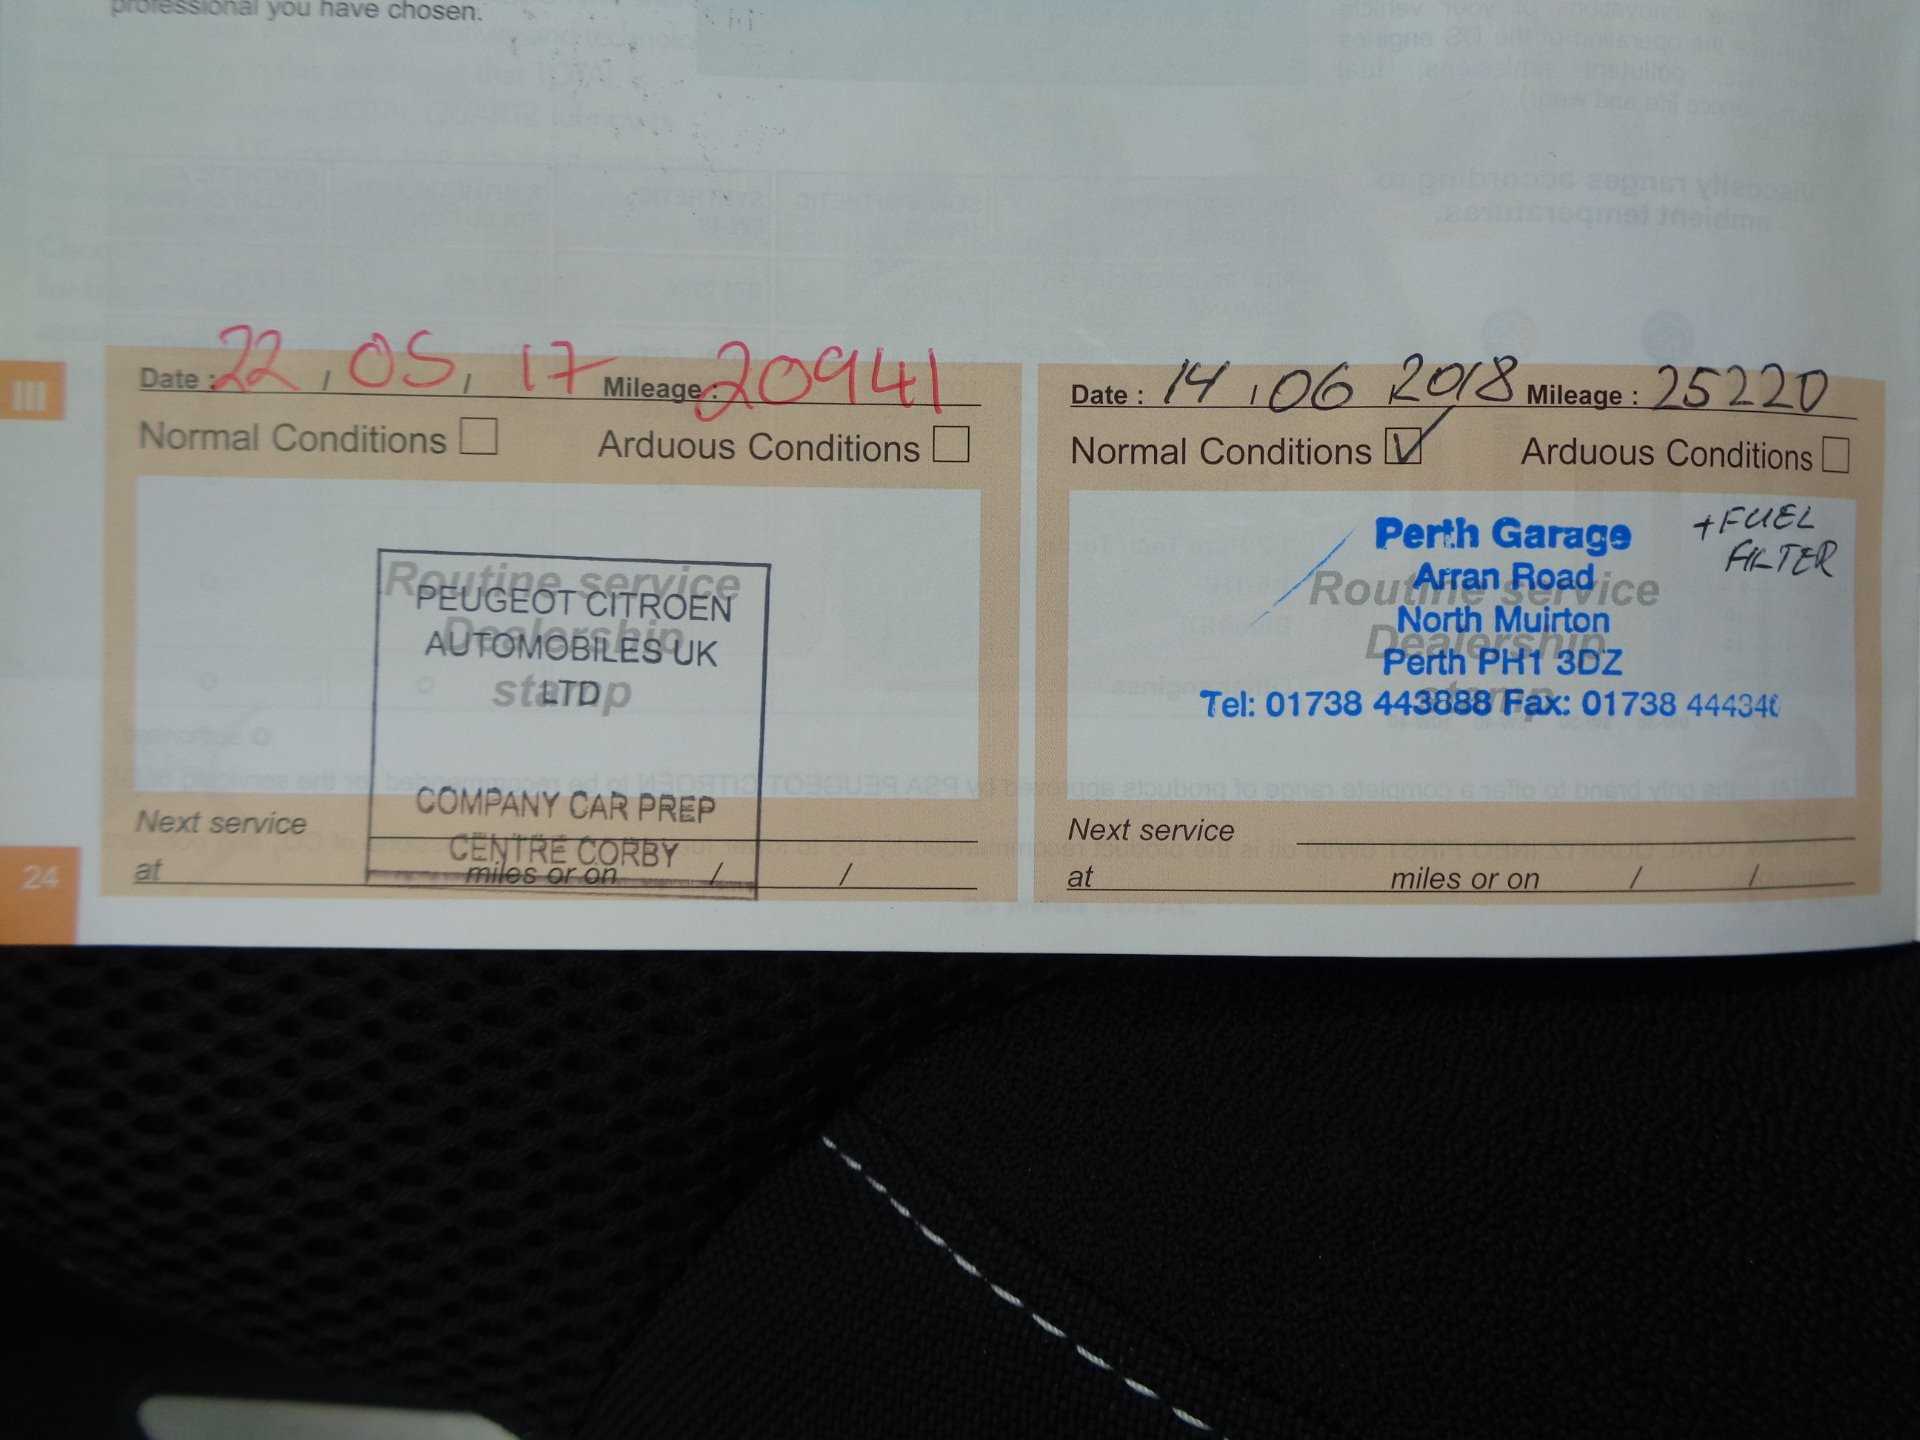 professional you have chosen.
III
Date : 22 / 05 / 17 Mileage : 20941
Normal Conditions
Arduous Conditions
Routine service
Dealership
stamp
PEUGEOT CITROEN
AUTOMOBILES UK
LTD
COMPANY CAR PREP
CENTRE CORBY
Next service
at miles or on / /
24
Date : 14 / 06 2018 Mileage : 25220
Normal Conditions ✓
Arduous Conditions
Routine service
Dealership
stamp
Perth Garage
Arran Road
North Muirton
Perth PH1 3DZ
Tel: 01738 443888 Fax: 01738 444340
+ FUEL
FILTER
Next service
at miles or on / /